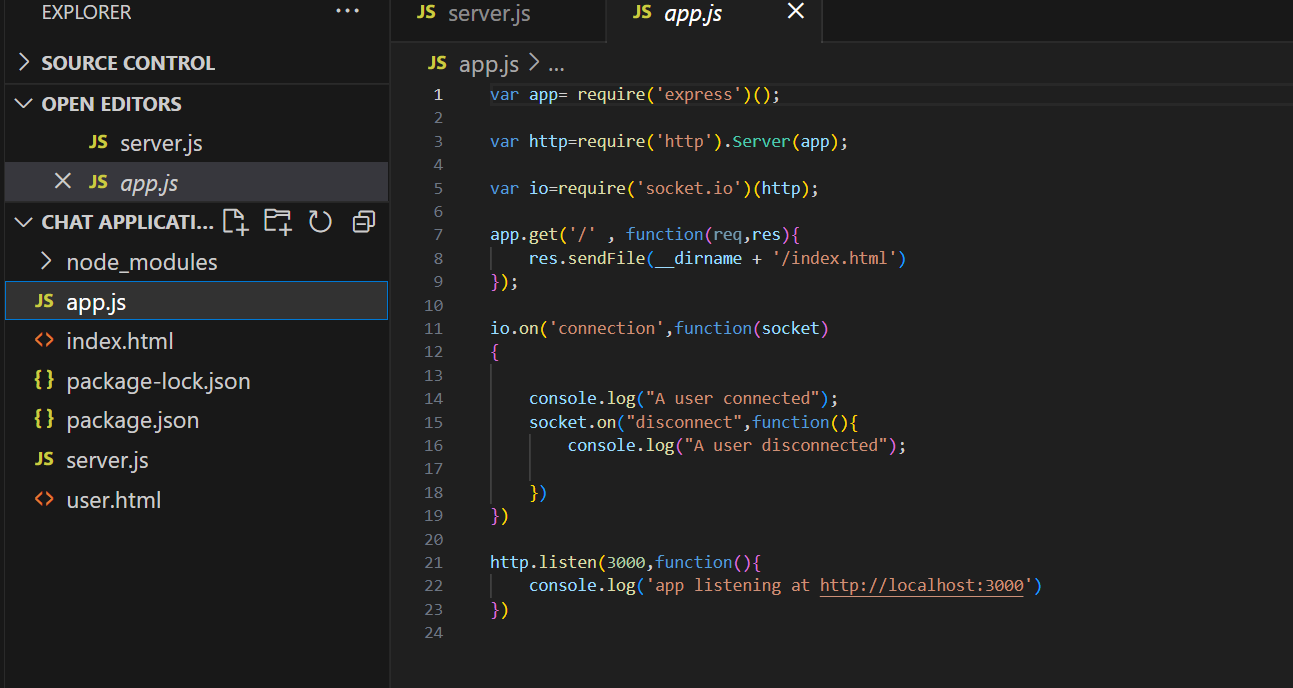 EXPLORER ...
SOURCE CONTROL
OPEN EDITORS
JS server.js
JS app.js
CHAT APPLICATI...
node_modules
JS app.js
<> index.html
{} package-lock.json
{} package.json
JS server.js
<> user.html
JS server.js
JS app.js
JS app.js > ...
1 var app= require('express')();
2
3 var http=require('http').Server(app);
4
5 var io=require('socket.io')(http);
6
7 app.get('/' , function(req,res){
8     res.sendFile(__dirname + '/index.html')
9 });
10
11 io.on('connection',function(socket)
12 {
13
14     console.log("A user connected");
15     socket.on("disconnect",function(){
16         console.log("A user disconnected");
17
18     })
19 })
20
21 http.listen(3000,function(){
22     console.log('app listening at http://localhost:3000')
23 })
24